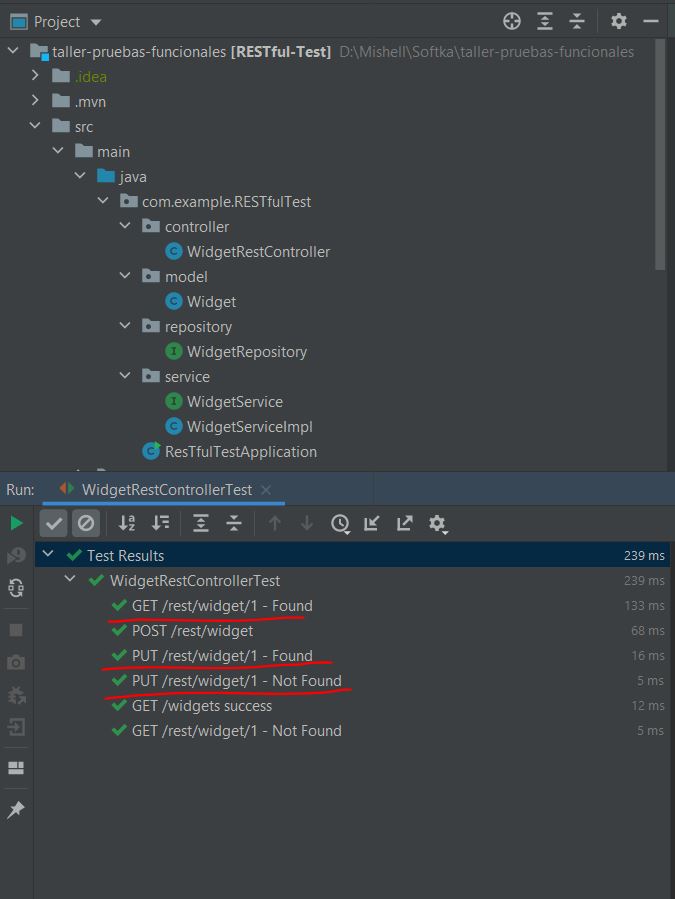 Project
taller-pruebas-funcionales [RESTful-Test] D:\Mishell\Softka\taller-pruebas-funcionales
.idea
.mvn
src
main
java
com.example.RESTfulTest
controller
C WidgetRestController
model
C Widget
repository
I WidgetRepository
service
I WidgetService
C WidgetServiceImpl
C ResTfulTestApplication
Run: WidgetRestControllerTest
Test Results 239 ms
WidgetRestControllerTest 239 ms
GET /rest/widget/1 - Found 133 ms
POST /rest/widget 68 ms
PUT /rest/widget/1 - Found 16 ms
PUT /rest/widget/1 - Not Found 5 ms
GET /widgets success 12 ms
GET /rest/widget/1 - Not Found 5 ms